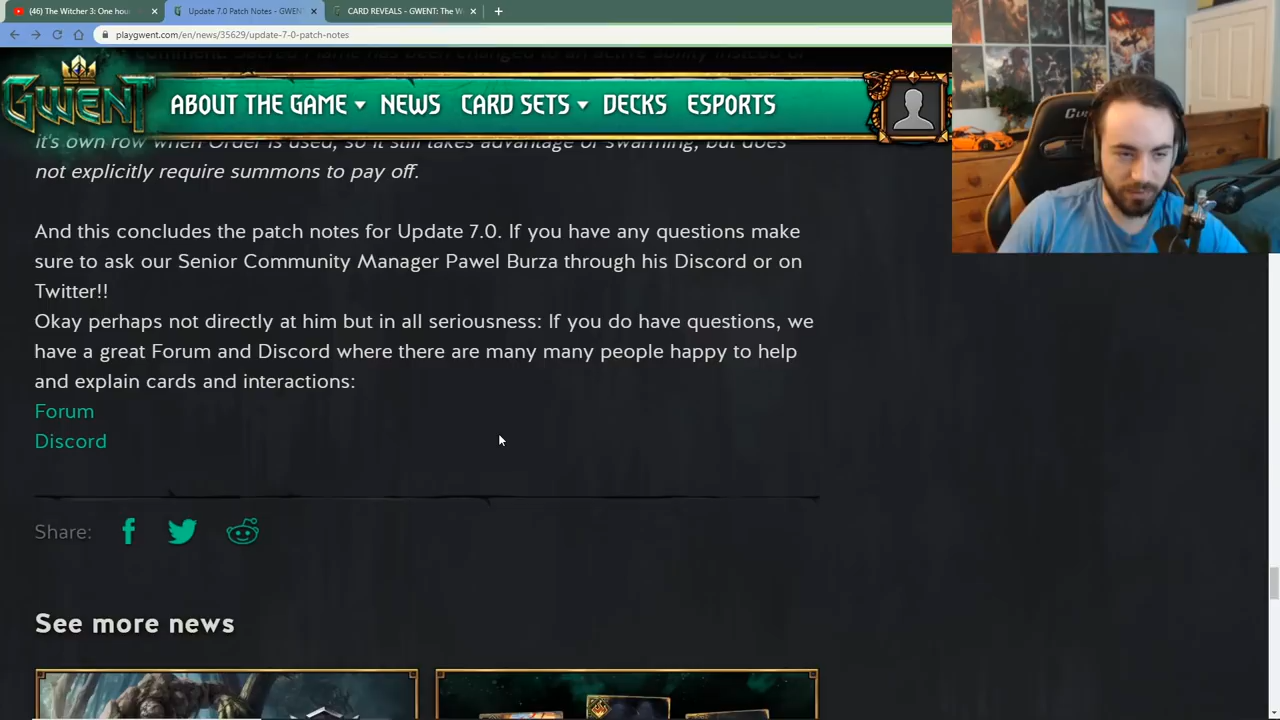 (46) The Witcher 3: One hou
Update 7.0 Patch Notes - GWENT
CARD REVEALS - GWENT: The W
playgwent.com/en/news/35629/update-7-0-patch-notes
GWENT
ABOUT THE GAME
NEWS
CARD SETS
DECKS
ESPORTS
it's own row when Order is used, so it still takes advantage of swarming, but does
not explicitly require summons to pay off.
And this concludes the patch notes for Update 7.0. If you have any questions make
sure to ask our Senior Community Manager Pawel Burza through his Discord or on
Twitter!!
Okay perhaps not directly at him but in all seriousness: If you do have questions, we
have a great Forum and Discord where there are many many people happy to help
and explain cards and interactions:
Forum
Discord
Share:
See more news